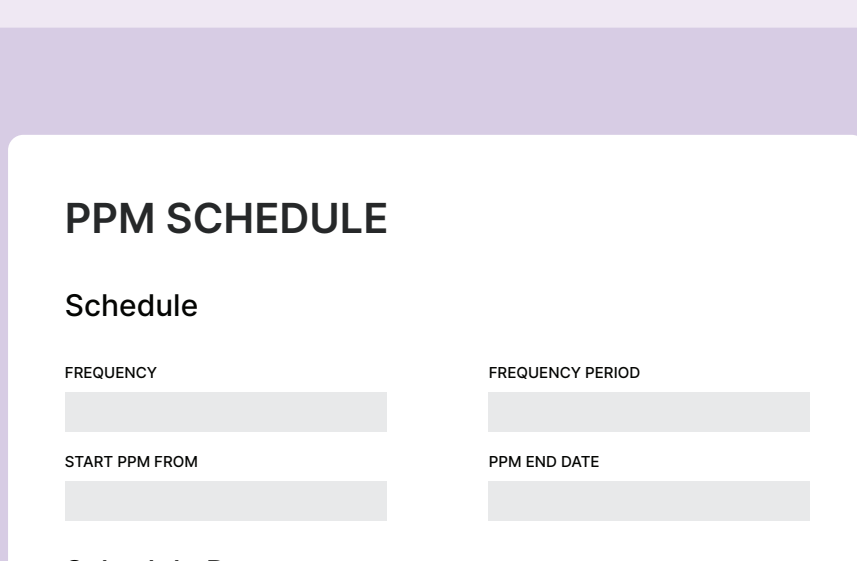 PPM SCHEDULE
Schedule
FREQUENCY
FREQUENCY PERIOD
START PPM FROM
PPM END DATE